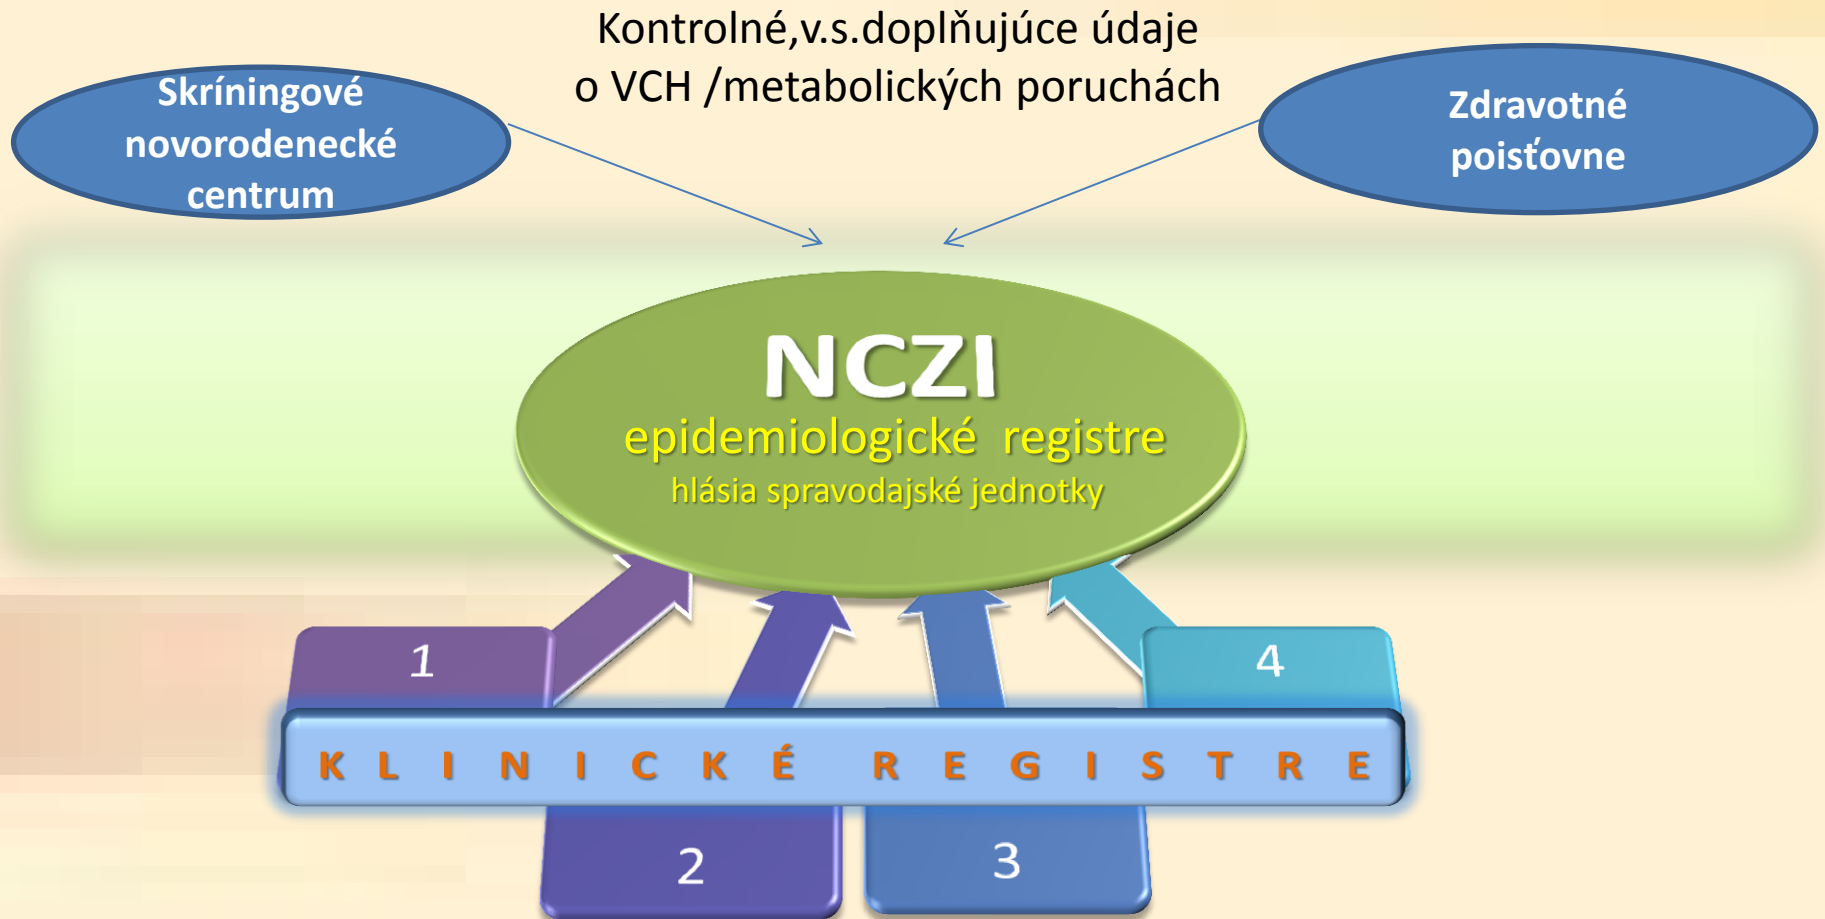 Kontrolné,v.s.doplňujúce údaje
o VCH /metabolických poruchách
Skríningové
novorodenecké
centrum
Zdravotné
poisťovne
NCZI
epidemiologické registre
hlásia spravodajské jednotky
1
4
K L I N I C K É R E G I S T R E
2
3